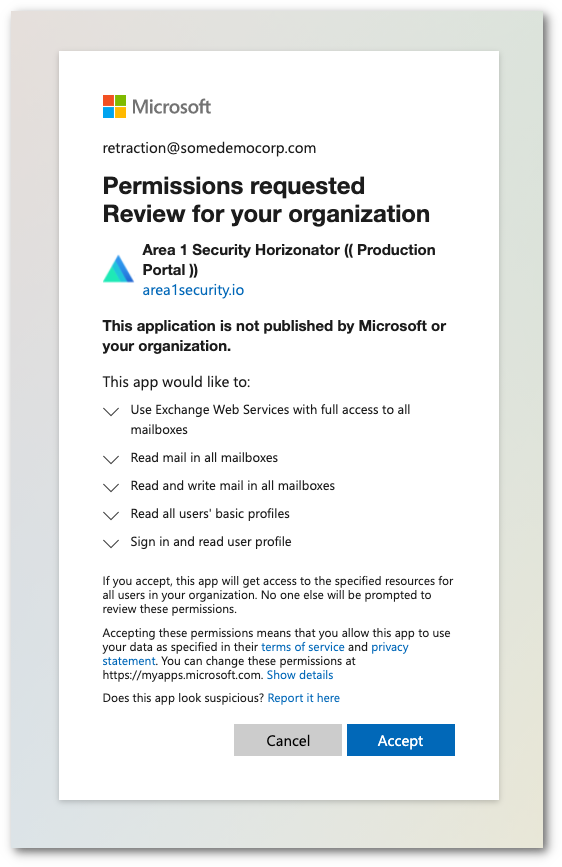 Microsoft
retraction@somedemocorp.com
Permissions requested
Review for your organization
Area 1 Security Horizonator (( Production
Portal ))
area1security.io
This application is not published by Microsoft or
your organization.
This app would like to:
Use Exchange Web Services with full access to all
mailboxes
Read mail in all mailboxes
Read and write mail in all mailboxes
Read all users' basic profiles
Sign in and read user profile
If you accept, this app will get access to the specified resources for
all users in your organization. No one else will be prompted to
review these permissions.
Accepting these permissions means that you allow this app to use
your data as specified in their terms of service and privacy
statement. You can change these permissions at
https://myapps.microsoft.com. Show details
Does this app look suspicious? Report it here
Cancel
Accept